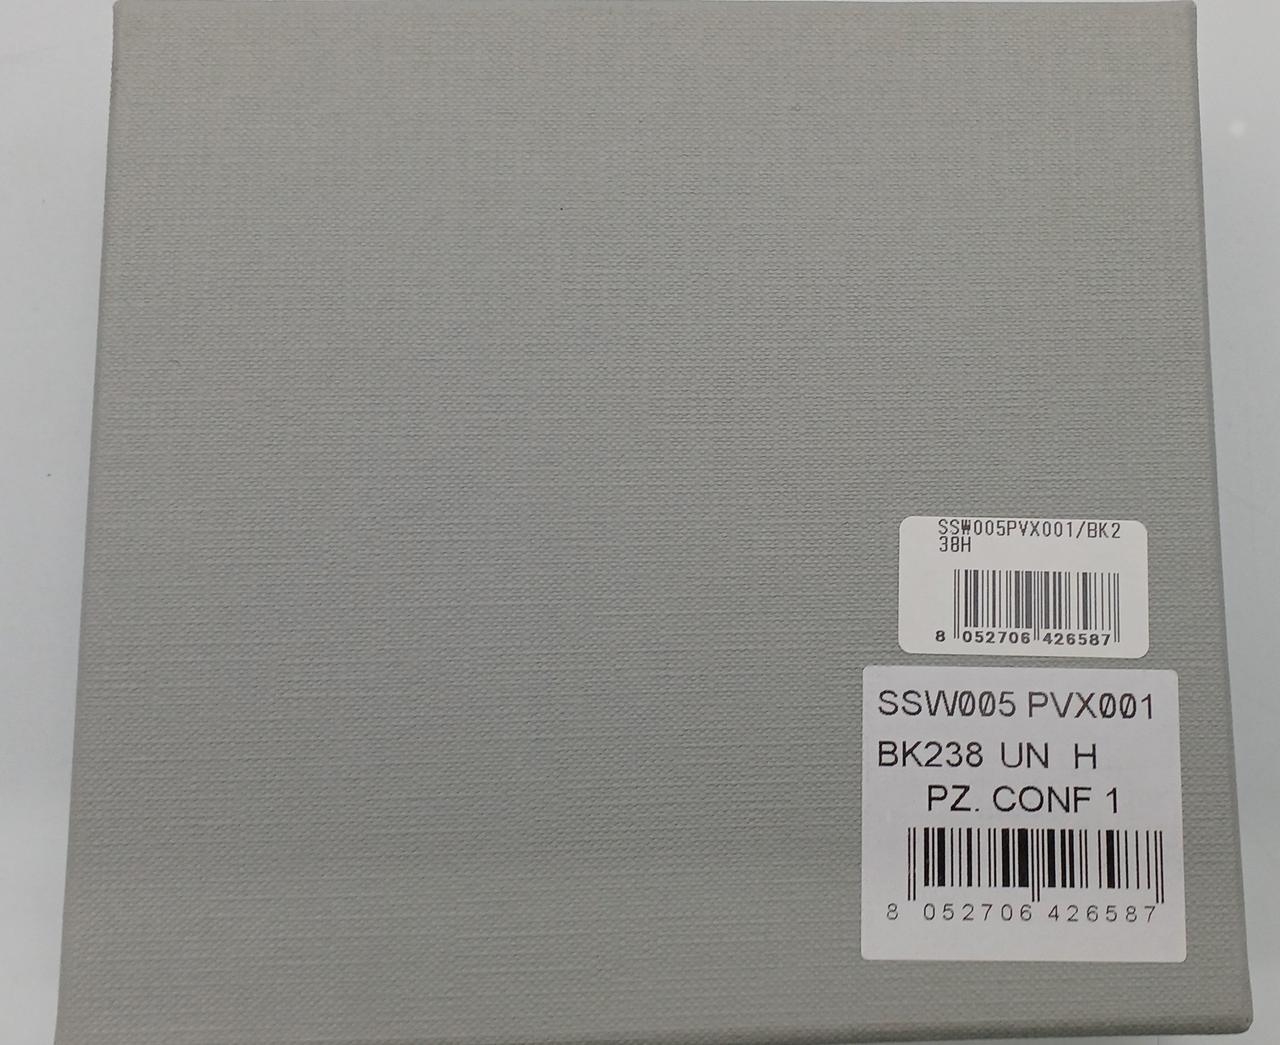 SSW005PVX001/BK2
38H
8 052706 426587
SSW005 PVX001
BK238 UN H
PZ. CONF 1
8 052706 426587